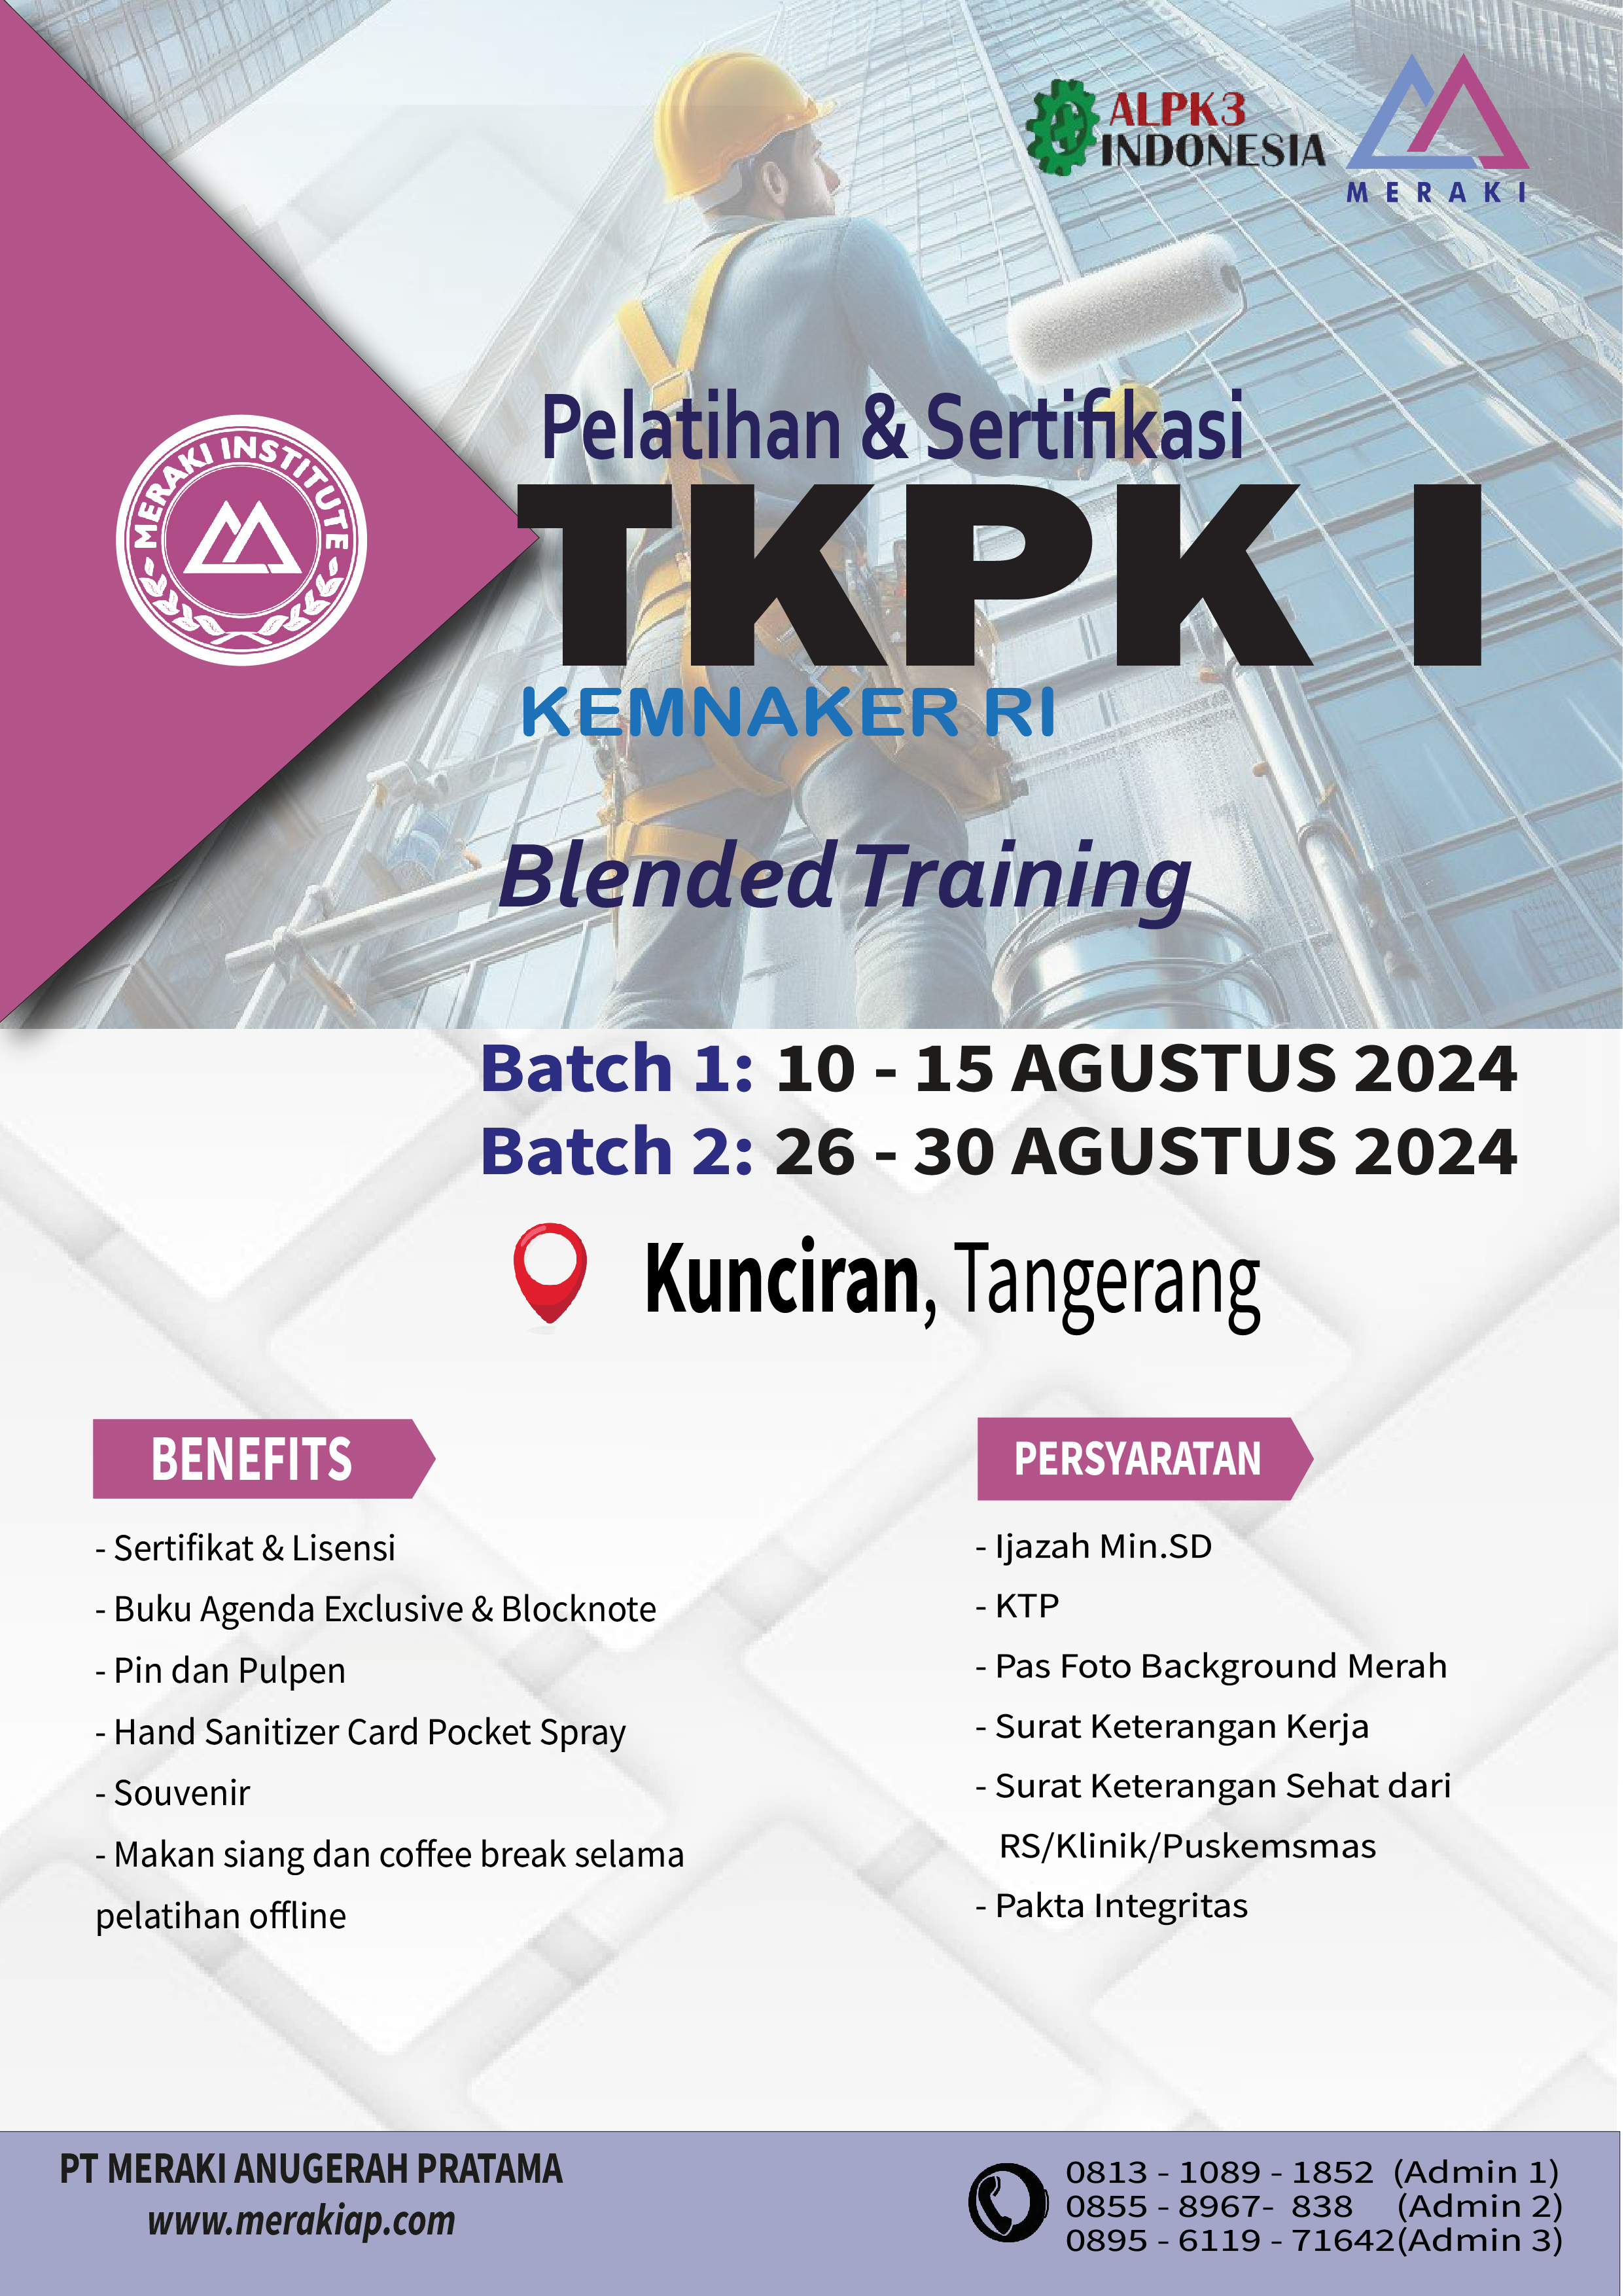 ALPK3
INDONESIA
MERAKI
MERAKI INSTITUTE
Pelatihan & Sertifikasi
TKPK I
KEMNAKER RI
Blended Training
Batch 1: 10 - 15 AGUSTUS 2024
Batch 2: 26 - 30 AGUSTUS 2024
Kunciran, Tangerang
BENEFITS
- Sertifikat & Lisensi
- Buku Agenda Exclusive & Blocknote
- Pin dan Pulpen
- Hand Sanitizer Card Pocket Spray
- Souvenir
- Makan siang dan coffee break selama
pelatihan offline
PERSYARATAN
- Ijazah Min.SD
- KTP
- Pas Foto Background Merah
- Surat Keterangan Kerja
- Surat Keterangan Sehat dari
RS/Klinik/Puskemsmas
- Pakta Integritas
PT MERAKI ANUGERAH PRATAMA
www.merakiap.com
0813 - 1089 - 1852 (Admin 1)
0855 - 8967- 838 (Admin 2)
0895 - 6119 - 71642(Admin 3)